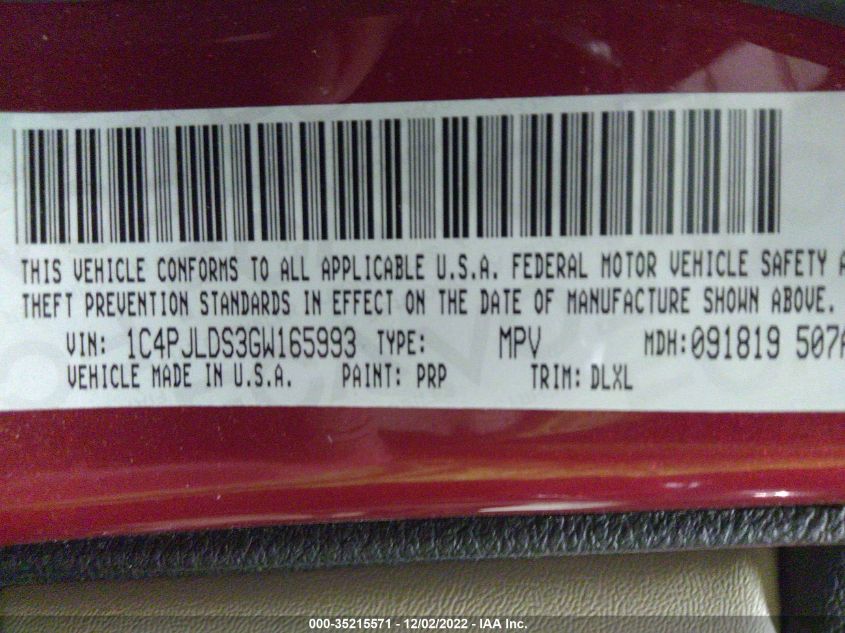 THIS VEHICLE CONFORMS TO ALL APPLICABLE U.S.A. FEDERAL MOTOR VEHICLE SAFETY A
THEFT PREVENTION STANDARDS IN EFFECT ON THE DATE OF MANUFACTURE SHOWN ABOVE.
VIN: 1C4PJLDS3GW165993 TYPE: MPV MDH:091819 507A
VEHICLE MADE IN U.S.A. PAINT: PRP TRIM: DLXL
000-35215571 - 12/02/2022 - IAA Inc.